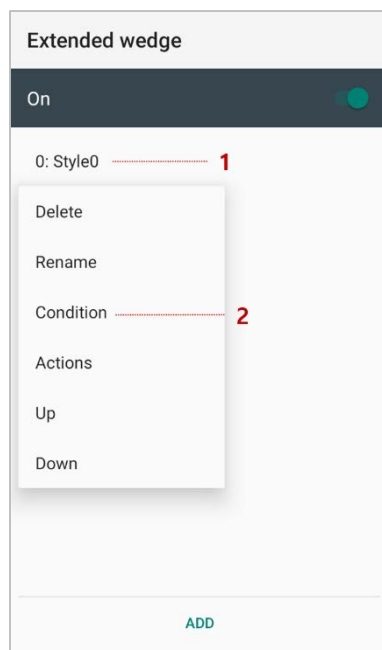 Extended wedge
On
0: Style0 1
Delete
Rename
Condition 2
Actions
Up
Down
ADD